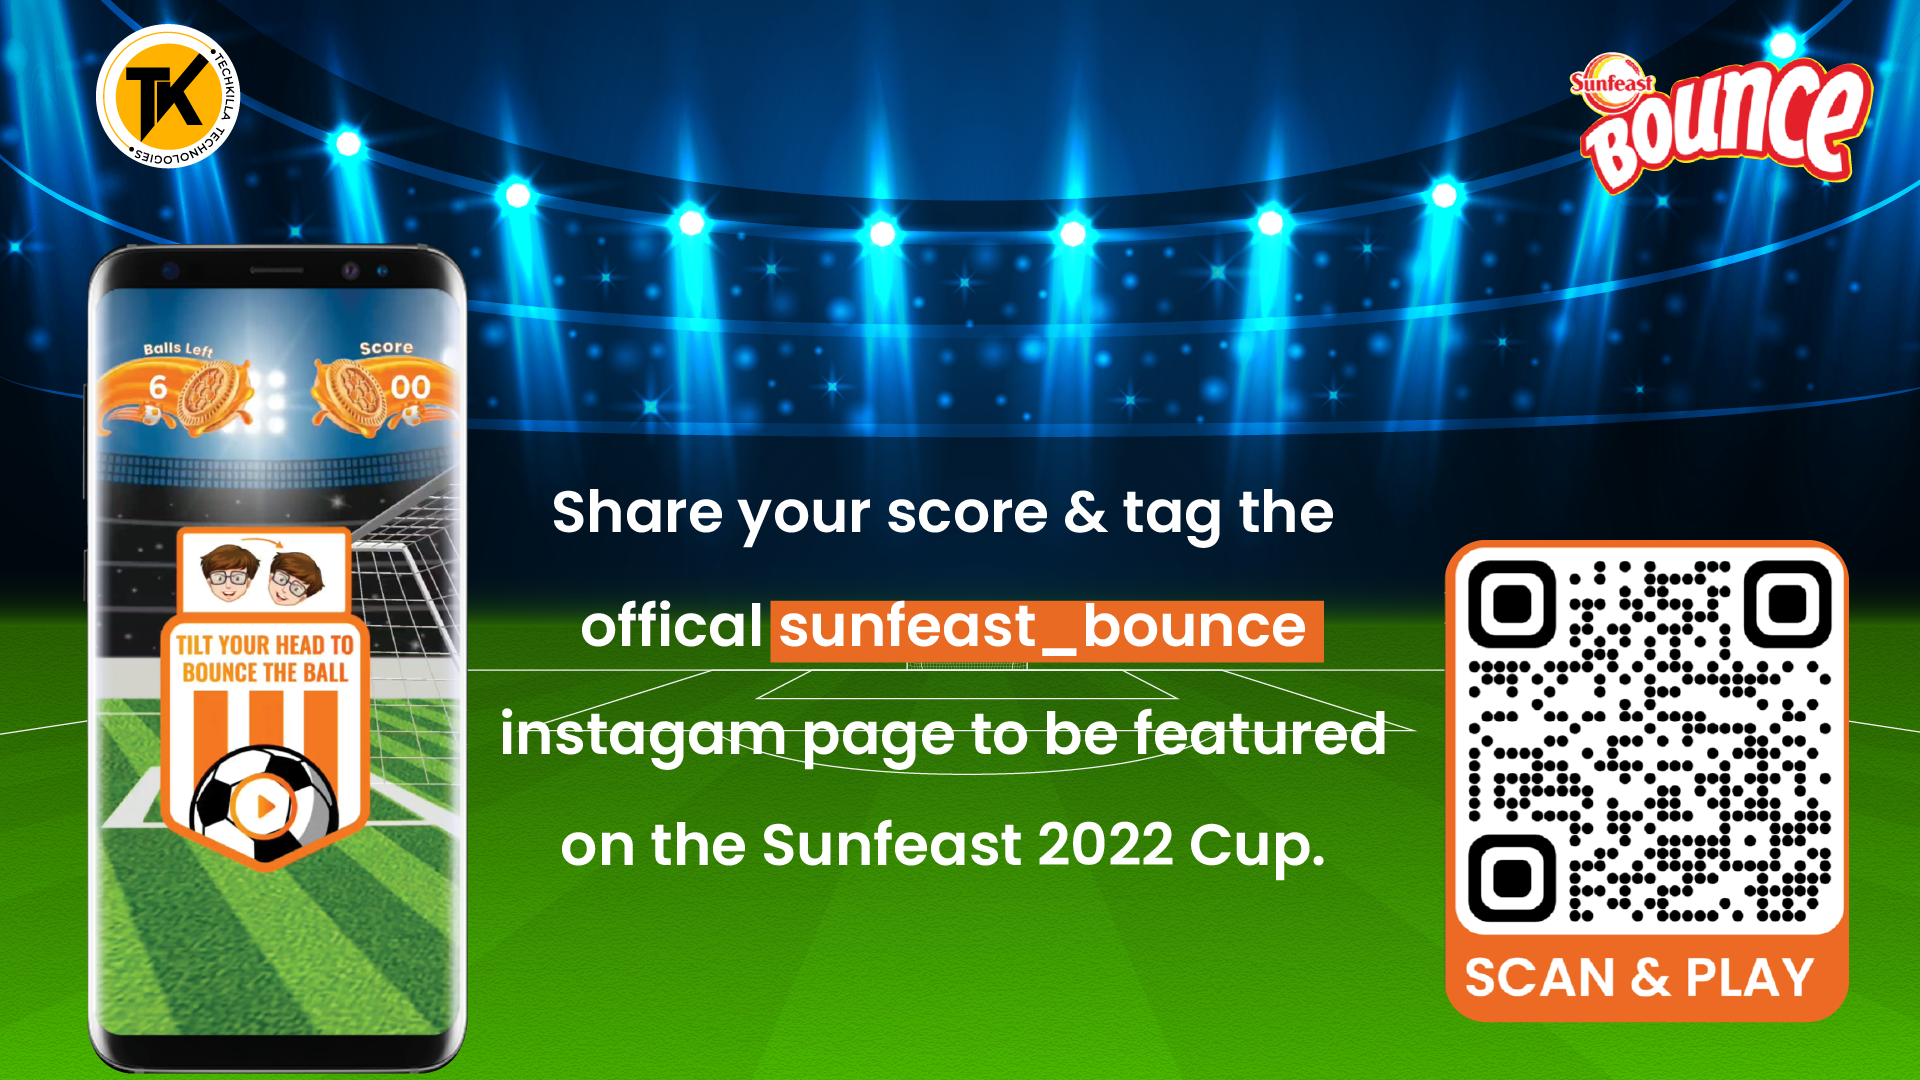 TK
TECHKILLA TECHNOLOGIES
Sunfeast
BOUNCE
Balls Left
6
Score
00
TILT YOUR HEAD TO
BOUNCE THE BALL
Share your score & tag the
offical sunfeast_bounce
instagam page to be featured
on the Sunfeast 2022 Cup.
SCAN & PLAY